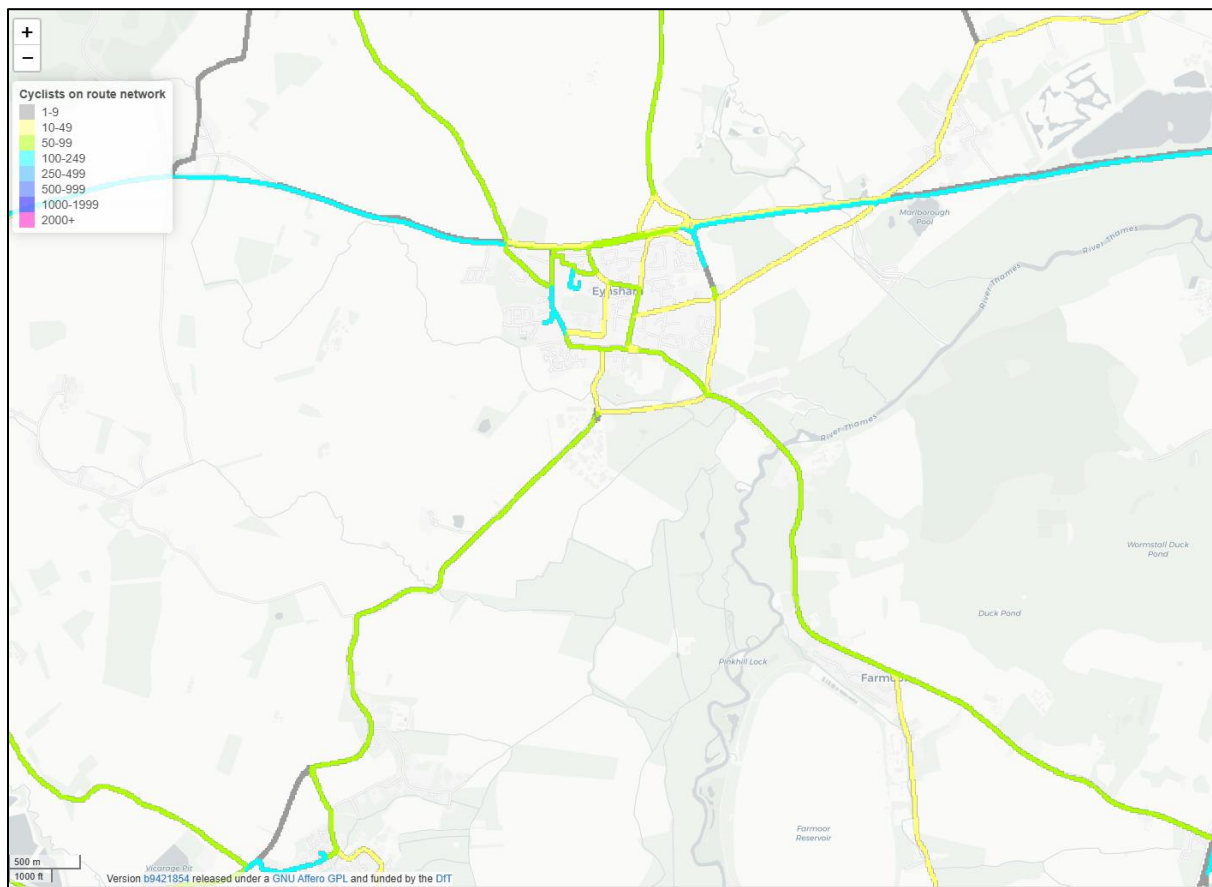 +
−
Cyclists on route network
1-9
10-49
50-99
100-249
250-499
500-999
1000-1999
2000+
Marlborough
Pool
River Thames
Eynsham
River Thames
Wormstall Duck
Pond
Duck Pond
Pinkhill Lock
Farmoor
Farmoor
Reservoir
Vicarage Pit
500 m
1000 ft
Version b9421854 released under a GNU Affero GPL and funded by the DfT